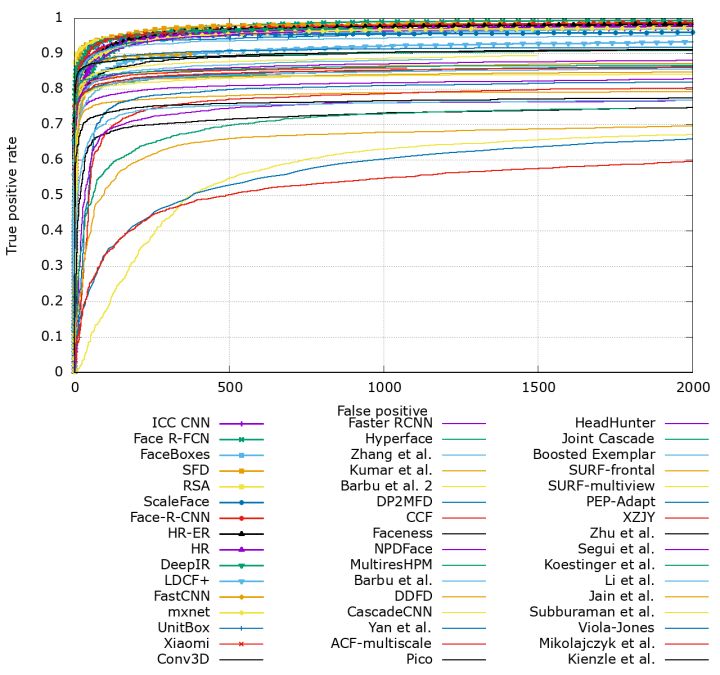 1
0.9
0.8
0.7
0.6
0.5
0.4
0.3
0.2
0.1
0
True positive rate
0 500 1000 1500 2000
False positive
ICC CNN Faster RCNN HeadHunter
Face R-FCN Hyperface Joint Cascade
FaceBoxes Zhang et al. Boosted Exemplar
SFD Kumar et al. SURF-frontal
RSA Barbu et al. 2 SURF-multiview
ScaleFace DP2MFD PEP-Adapt
Face-R-CNN CCF XZJY
HR-ER Faceness Zhu et al.
HR NPDFace Segui et al.
DeepIR MultiresHPM Koestinger et al.
LDCF+ Barbu et al. Li et al.
FastCNN DDFD Jain et al.
mxnet CascadeCNN Subburaman et al.
UnitBox Yan et al. Viola-Jones
Xiaomi ACF-multiscale Mikolajczyk et al.
Conv3D Pico Kienzle et al.